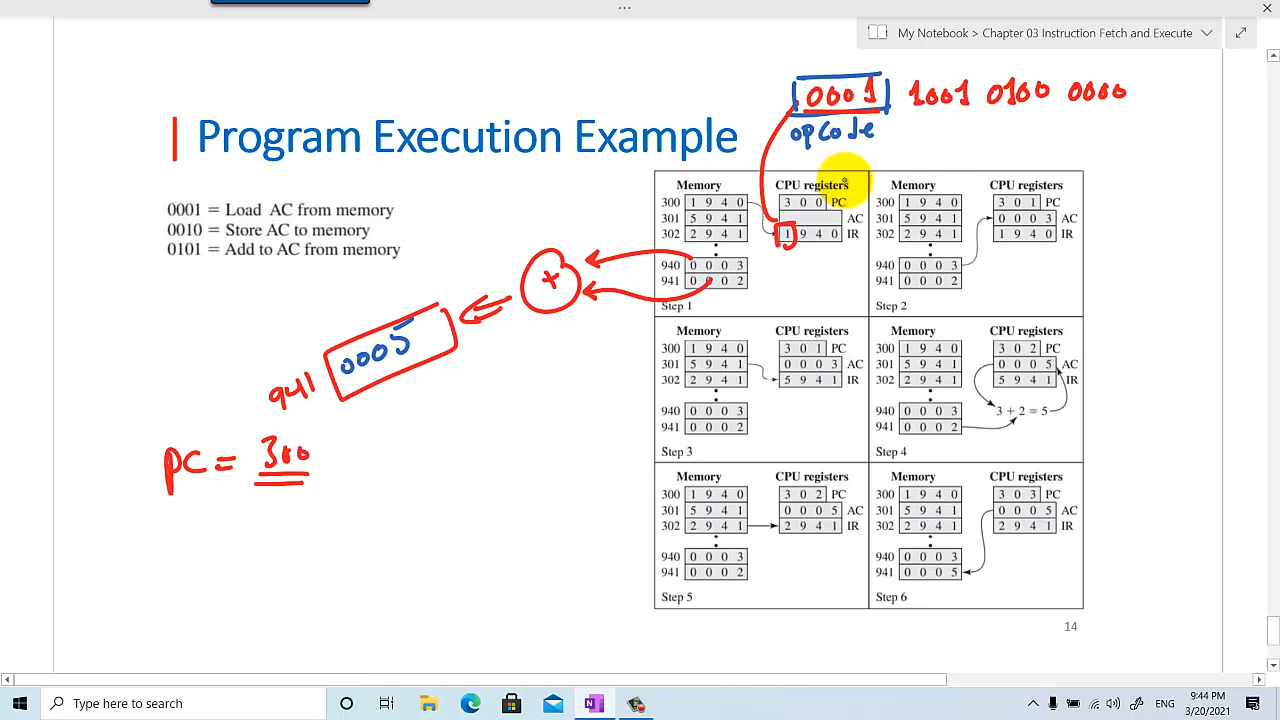 My Notebook > Chapter 03 Instruction Fetch and Execute
0001 1001 0100 0000
opcode
| Program Execution Example
0001 = Load AC from memory
0010 = Store AC to memory
0101 = Add to AC from memory
+
0005
941
PC = 300
Memory CPU registers
300 1 9 4 0 3 0 0 PC
301 5 9 4 1 AC
302 2 9 4 1 1 9 4 0 IR
940 0 0 0 3
941 0 0 0 2
Step 1
Memory CPU registers
300 1 9 4 0 3 0 1 PC
301 5 9 4 1 0 0 0 3 AC
302 2 9 4 1 1 9 4 0 IR
940 0 0 0 3
941 0 0 0 2
Step 2
Memory CPU registers
300 1 9 4 0 3 0 1 PC
301 5 9 4 1 0 0 0 3 AC
302 2 9 4 1 5 9 4 1 IR
940 0 0 0 3
941 0 0 0 2
Step 3
Memory CPU registers
300 1 9 4 0 3 0 2 PC
301 5 9 4 1 0 0 0 5 AC
302 2 9 4 1 5 9 4 1 IR
940 0 0 0 3 3 + 2 = 5
941 0 0 0 2
Step 4
Memory CPU registers
300 1 9 4 0 3 0 2 PC
301 5 9 4 1 0 0 0 5 AC
302 2 9 4 1 2 9 4 1 IR
940 0 0 0 3
941 0 0 0 2
Step 5
Memory CPU registers
300 1 9 4 0 3 0 3 PC
301 5 9 4 1 0 0 0 5 AC
302 2 9 4 1 2 9 4 1 IR
940 0 0 0 3
941 0 0 0 5
Step 6
14
Type here to search
ENG
9:44 PM
3/20/2021